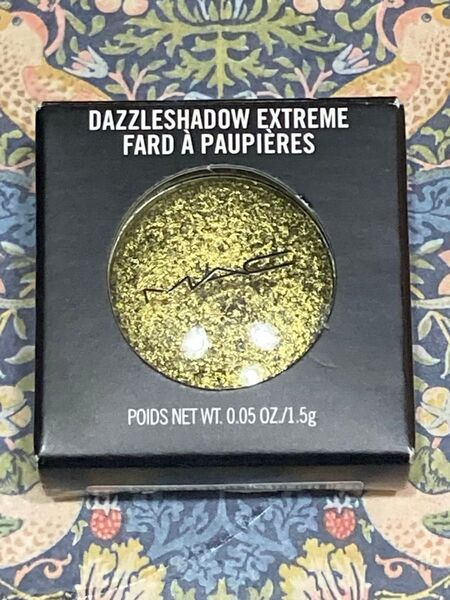 DAZZLESHADOW EXTREME
FARD À PAUPIÈRES
MAC
POIDS NET WT. 0.05 OZ./1.5g